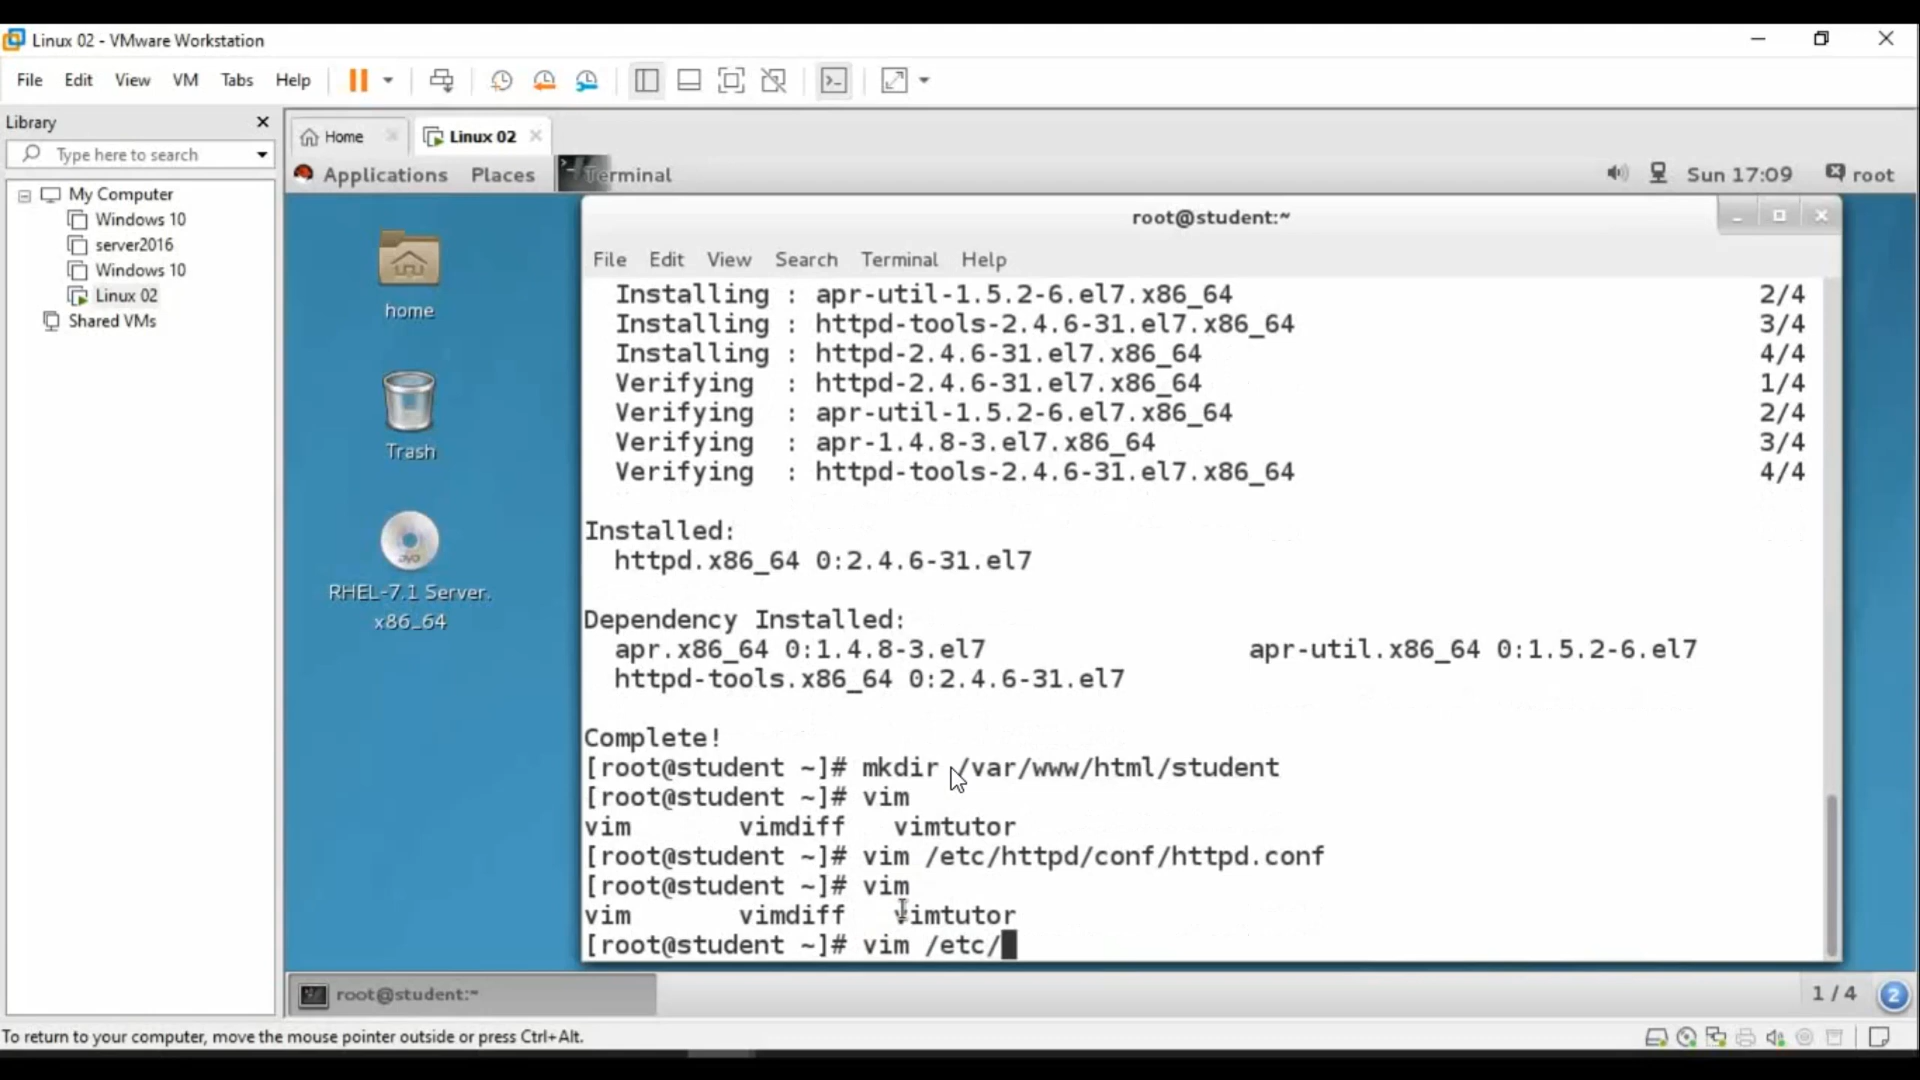 Linux 02 - VMware Workstation
File Edit View VM Tabs Help
Library
Type here to search
My Computer
Windows 10
server2016
Windows 10
Linux 02
Shared VMs
Home
Linux 02
Applications Places Terminal
Sun 17:09 root
home
Trash
DVD
RHEL-7.1 Server.
x86_64
root@student:~
File Edit View Search Terminal Help
Installing : apr-util-1.5.2-6.el7.x86_64 2/4
Installing : httpd-tools-2.4.6-31.el7.x86_64 3/4
Installing : httpd-2.4.6-31.el7.x86_64 4/4
Verifying : httpd-2.4.6-31.el7.x86_64 1/4
Verifying : apr-util-1.5.2-6.el7.x86_64 2/4
Verifying : apr-1.4.8-3.el7.x86_64 3/4
Verifying : httpd-tools-2.4.6-31.el7.x86_64 4/4
Installed:
httpd.x86_64 0:2.4.6-31.el7
Dependency Installed:
apr.x86_64 0:1.4.8-3.el7 apr-util.x86_64 0:1.5.2-6.el7
httpd-tools.x86_64 0:2.4.6-31.el7
Complete!
[root@student ~]# mkdir /var/www/html/student
[root@student ~]# vim
vim vimdiff vimtutor
[root@student ~]# vim /etc/httpd/conf/httpd.conf
[root@student ~]# vim
vim vimdiff vimtutor
[root@student ~]# vim /etc/
root@student:~
1 / 4 2
To return to your computer, move the mouse pointer outside or press Ctrl+Alt.